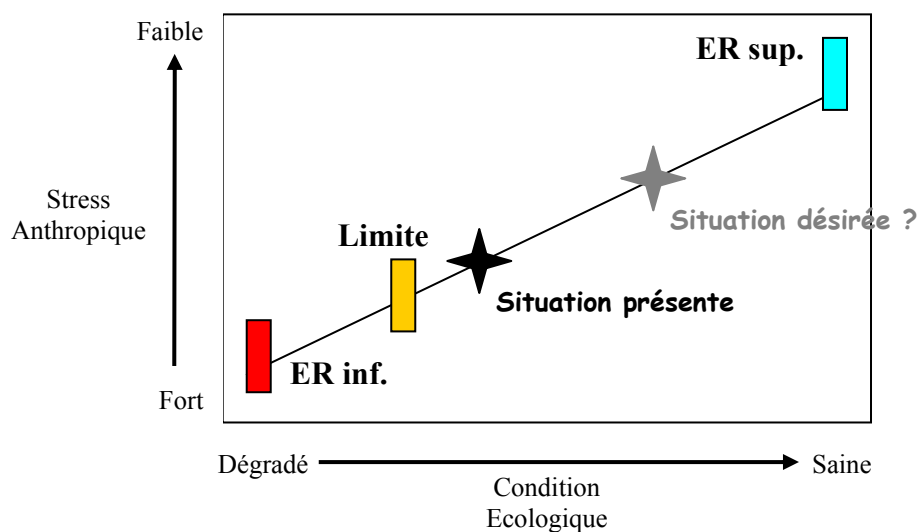 Faible
ER sup.
Stress
Anthropique
Situation désirée ?
Limite
Situation présente
ER inf.
Fort
Dégradé
Saine
Condition
Ecologique